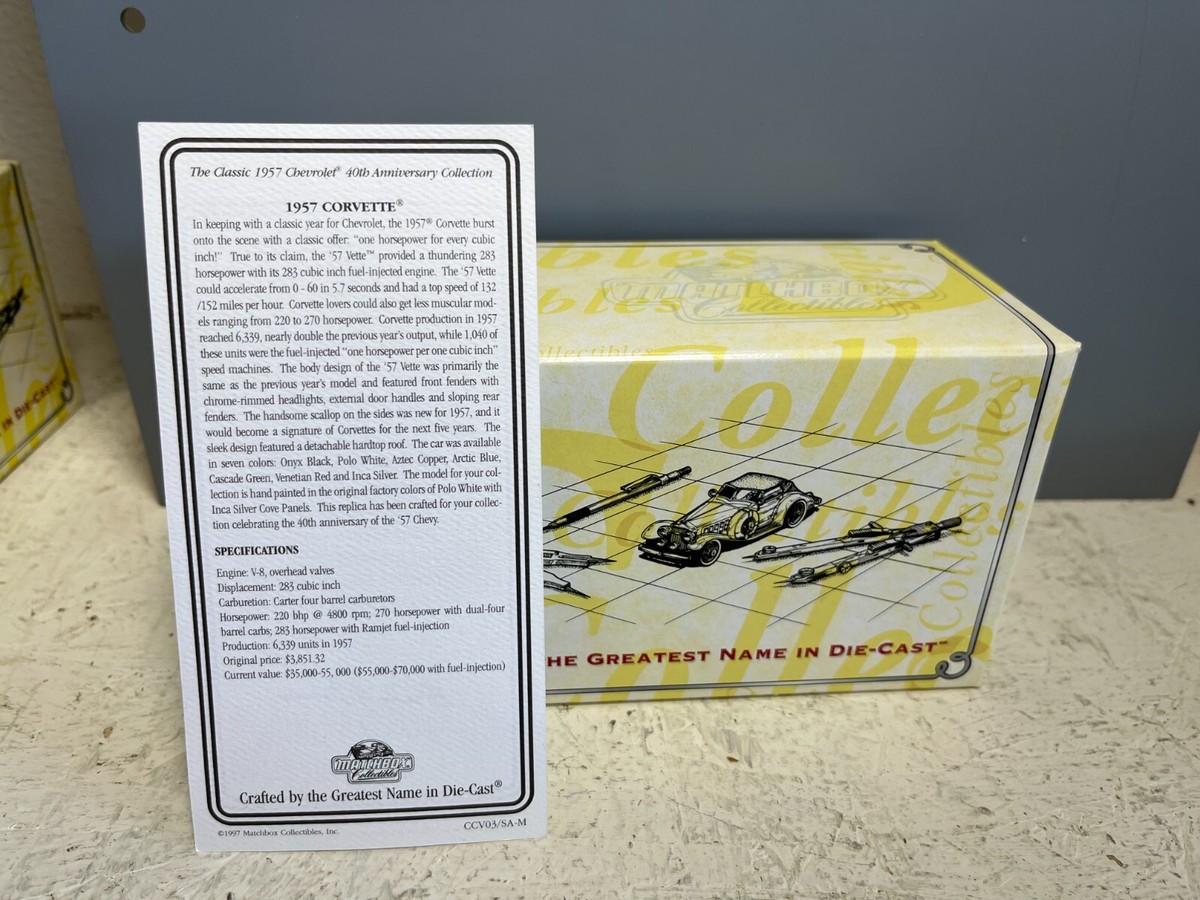 The Classic 1957 Chevrolet® 40th Anniversary Collection
1957 CORVETTE®
In keeping with a classic year for Chevrolet, the 1957® Corvette burst
onto the scene with a classic offer: "one horsepower for every cubic
inch!" True to its claim, the '57 Vette™ provided a thundering 283
horsepower with its 283 cubic inch fuel-injected engine. The '57 Vette
could accelerate from 0 - 60 in 5.7 seconds and had a top speed of 132
/152 miles per hour. Corvette lovers could also get less muscular mod-
els ranging from 220 to 270 horsepower. Corvette production in 1957
reached 6,339, nearly double the previous year's output, while 1,040 of
these units were the fuel-injected "one horsepower per one cubic inch"
speed machines. The body design of the '57 Vette was primarily the
same as the previous year's model and featured front fenders with
chrome-rimmed headlights, external door handles and sloping rear
fenders. The handsome scallop on the sides was new for 1957, and it
would become a signature of Corvettes for the next five years. The
sleek design featured a detachable hardtop roof. The car was available
in seven colors: Onyx Black, Polo White, Aztec Copper, Arctic Blue,
Cascade Green, Venetian Red and Inca Silver. The model for your col-
lection is hand painted in the original factory colors of Polo White with
Inca Silver Cove Panels. This replica has been crafted for your collec-
tion celebrating the 40th anniversary of the '57 Chevy.
SPECIFICATIONS
Engine: V-8, overhead valves
Displacement: 283 cubic inch
Carburetion: Carter four barrel carburetors
Horsepower: 220 bhp @ 4800 rpm; 270 horsepower with dual-four
barrel carbs; 283 horsepower with Ramjet fuel-injection
Production: 6,339 units in 1957
Original price: $3,851.32
Current value: $35,000-55, 000 ($55,000-$70,000 with fuel-injection)
MATCHBOX
Collectibles
Crafted by the Greatest Name in Die-Cast®
©1997 Matchbox Collectibles, Inc.
CCV03/SA-M
bles
bles
MATCHBOX
Collectibles
llectibles
Collec
Collectibles
HE GREATEST NAME IN DIE-CAST™
IN DIE-CAST